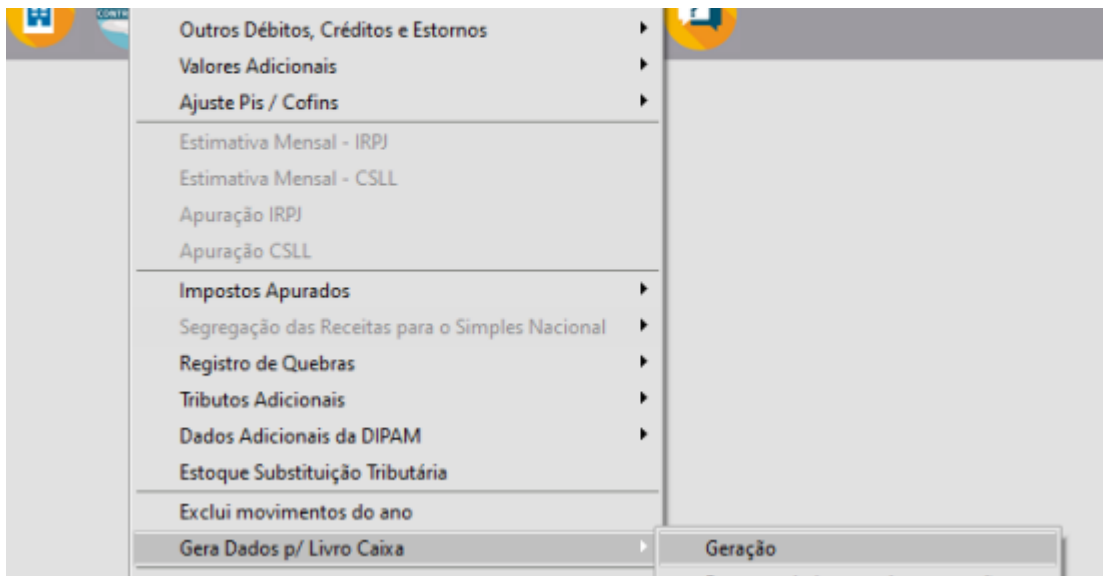 Outros Débitos, Créditos e Estornos
Valores Adicionais
Ajuste Pis / Cofins
Estimativa Mensal - IRPJ
Estimativa Mensal - CSLL
Apuração IRPJ
Apuração CSLL
Impostos Apurados
Segregação das Receitas para o Simples Nacional
Registro de Quebras
Tributos Adicionais
Dados Adicionais da DIPAM
Estoque Substituição Tributária
Exclui movimentos do ano
Gera Dados p/ Livro Caixa
Geração